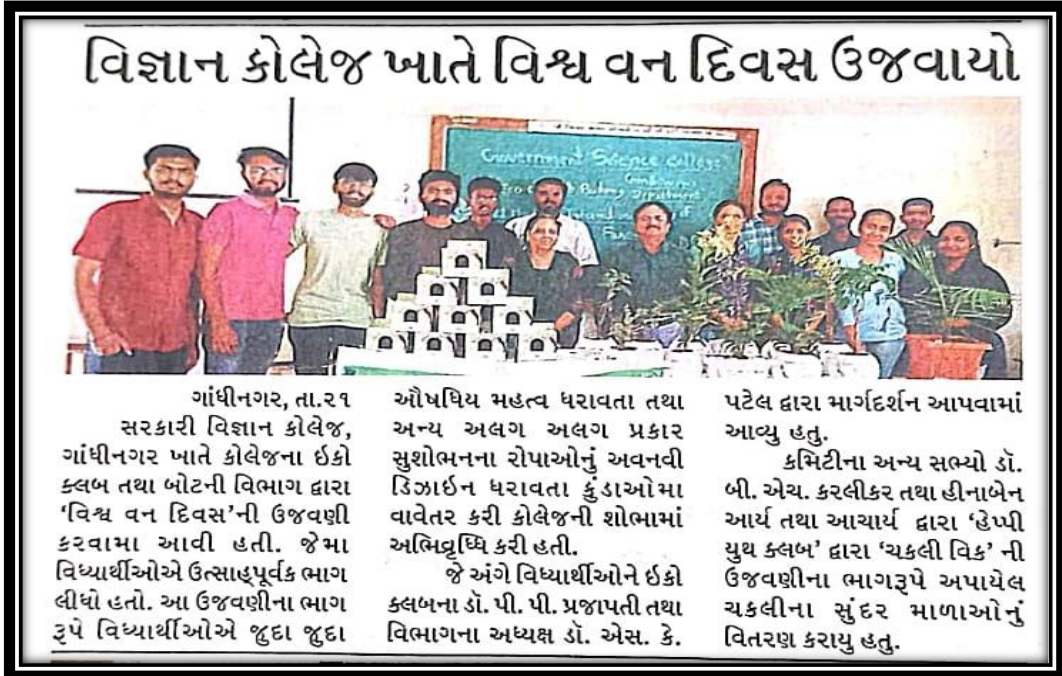 વિજ્ઞાન કોલેજ ખાતે વિશ્વ વન દિવસ ઉજવાયો
Government Science college
ગાંધીનગર, તા.૨૧
સરકારી વિજ્ઞાન કોલેજ,
ગાંધીનગર ખાતે કોલેજના ઇકો
ક્લબ તથા બોટની વિભાગ દ્વારા
‘વિશ્વ વન દિવસ’ની ઉજવણી
કરવામા આવી હતી. જેમા
વિધ્યાર્થીઓએ ઉત્સાહપૂર્વક ભાગ
લીધો હતો. આ ઉજવણીના ભાગ
રૂપે વિધ્યાર્થીઓએ જુદા જુદા
ઔષધિય મહત્વ ધરાવતા તથા
અન્ય અલગ અલગ પ્રકાર
સુશોભનના રોપાઓનું અવનવી
ડિઝાઇન ધરાવતા કુંડાઓમા
વાવેતર કરી કોલેજની શોભામાં
અભિવૃધ્ધિ કરી હતી.
જે અંગે વિધ્યાર્થીઓને ઇકો
ક્લબના ડૉ. પી. પી. પ્રજાપતી તથા
વિભાગના અધ્યક્ષ ડૉ. એસ. કે.
પટેલ દ્વારા માર્ગદર્શન આપવામાં
આવ્યુ હતુ.
કમિટીના અન્ય સભ્યો ડૉ.
બી. એચ. કરલીકર તથા હીનાબેન
આર્ય તથા આચાર્ય દ્વારા ‘હેપ્પી
યુથ ક્લબ’ દ્વારા ‘ચકલી વિક’ ની
ઉજવણીના ભાગરૂપે અપાયેલ
ચકલીના સુંદર માળાઓનું
વિતરણ કરાયુ હતુ.